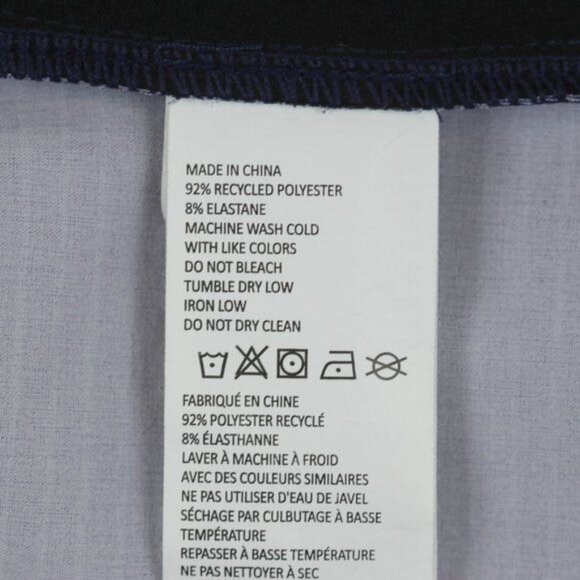 MADE IN CHINA
92% RECYCLED POLYESTER
8% ELASTANE
MACHINE WASH COLD
WITH LIKE COLORS
DO NOT BLEACH
TUMBLE DRY LOW
IRON LOW
DO NOT DRY CLEAN
FABRIQUÉ EN CHINE
92% POLYESTER RECYCLÉ
8% ÉLASTHANNE
LAVER À MACHINE À FROID
AVEC DES COULEURS SIMILAIRES
NE PAS UTILISER D'EAU DE JAVEL
SÉCHAGE PAR CULBUTAGE À BASSE
TEMPÉRATURE
REPASSER À BASSE TEMPÉRATURE
NE PAS NETTOYER À SEC